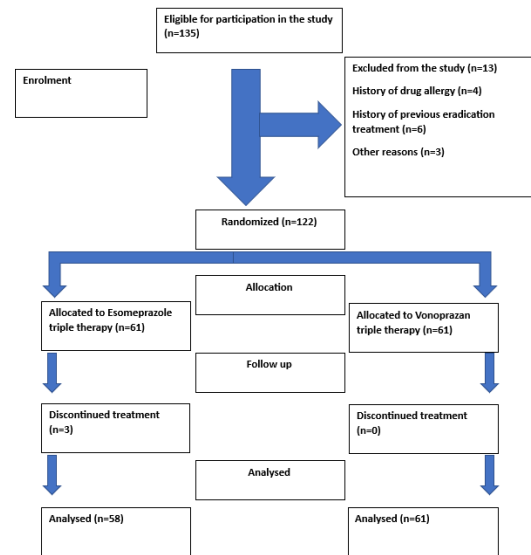 Eligible for participation in the study
(n=135)
Enrolment
Excluded from the study (n=13)
History of drug allergy (n=4)
History of previous eradication
treatment (n=6)
Other reasons (n=3)
Randomized (n=122)
Allocation
Allocated to Esomeprazole
triple therapy (n=61)
Allocated to Vonoprazan
triple therapy (n=61)
Follow up
Discontinued treatment
(n=3)
Discontinued treatment
(n=0)
Analysed
Analysed (n=58)
Analysed (n=61)